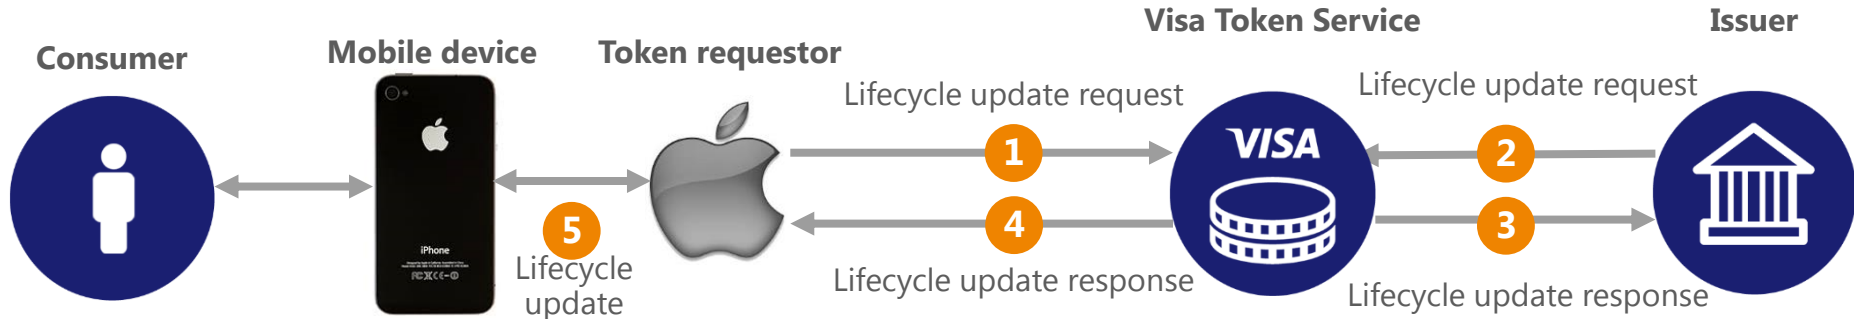 Consumer
Mobile device
Token requestor
Visa Token Service
Issuer
Lifecycle update request
Lifecycle update request
1
2
VISA
4
3
5
iPhone
Lifecycle
update
Lifecycle update response
Lifecycle update response